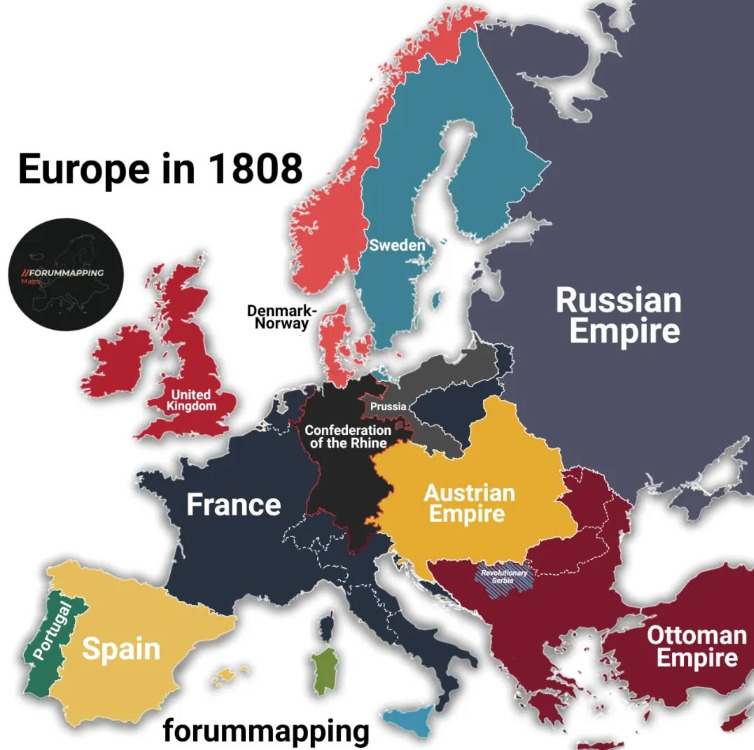 Europe in 1808
//FORUMMAPPING
Maps
Sweden
Denmark-
Norway
Russian
Empire
United
Kingdom
Prussia
Confederation
of the Rhine
France
Austrian
Empire
Revolutionary
Serbia
Portugal
Spain
Ottoman
Empire
forummapping